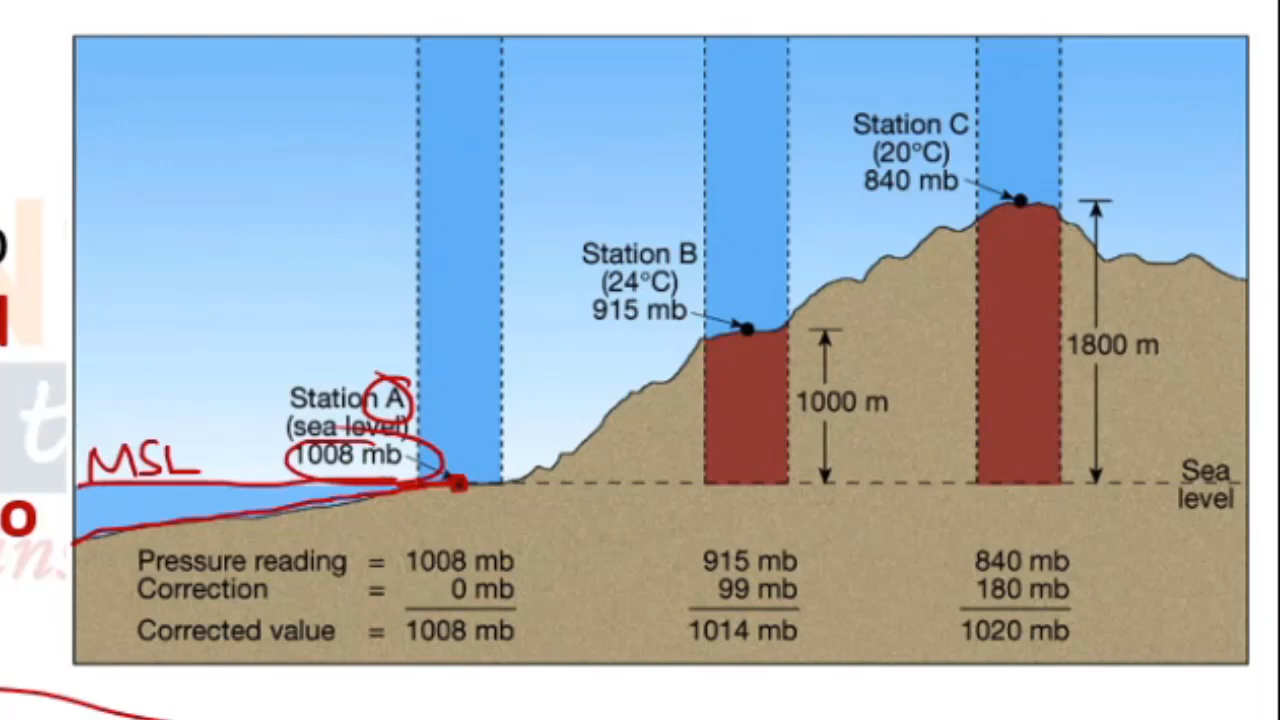 Station C
(20°C)
840 mb
Station B
(24°C)
915 mb
1800 m
1000 m
Station A
(sea level)
1008 mb
MSL
Sea
level
Pressure reading = 1008 mb 915 mb 840 mb
Correction = 0 mb 99 mb 180 mb
Corrected value = 1008 mb 1014 mb 1020 mb